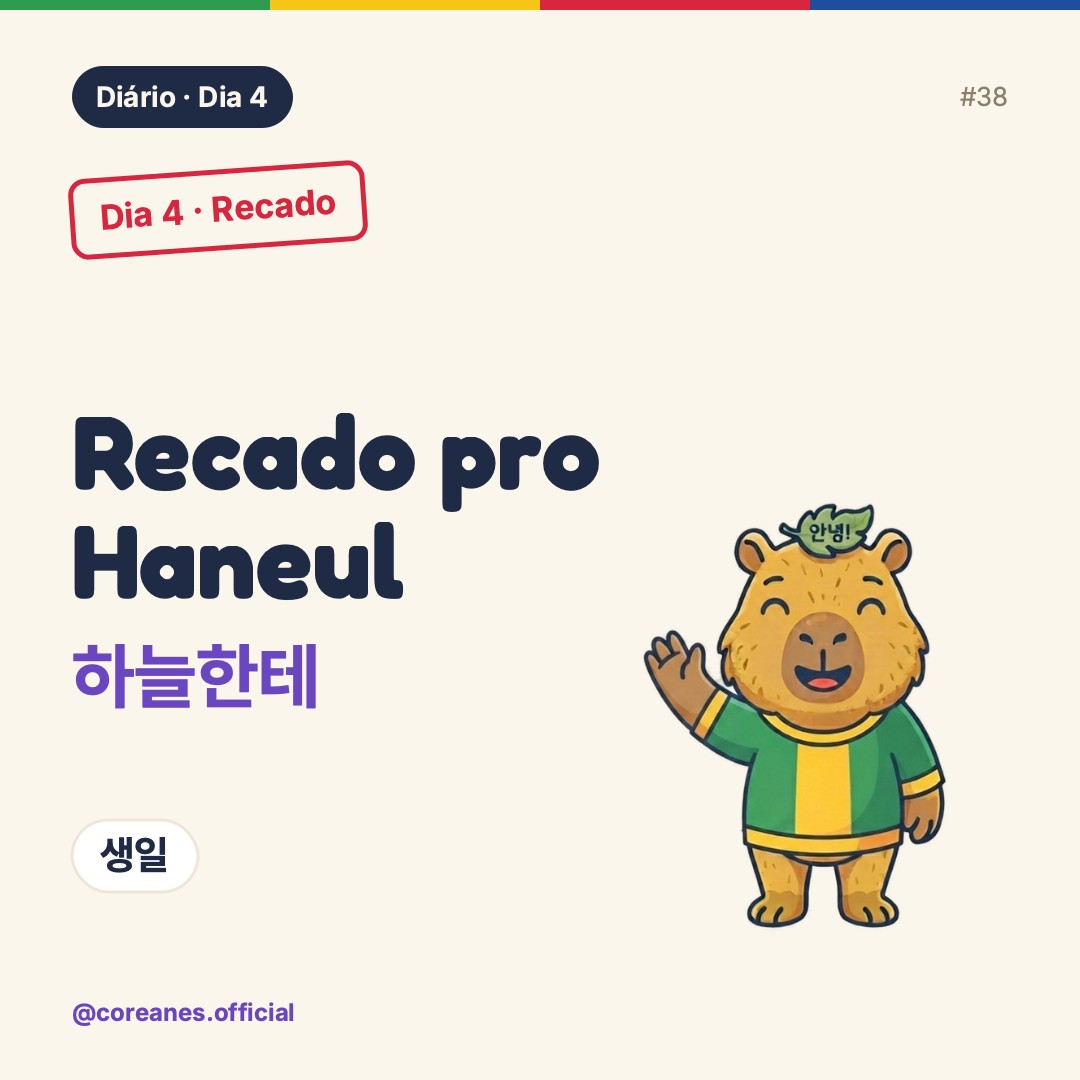 Diário · Dia 4
#38
Dia 4 · Recado
Recado pro
Haneul
하늘한테
안녕!
생일
@coreanes.official